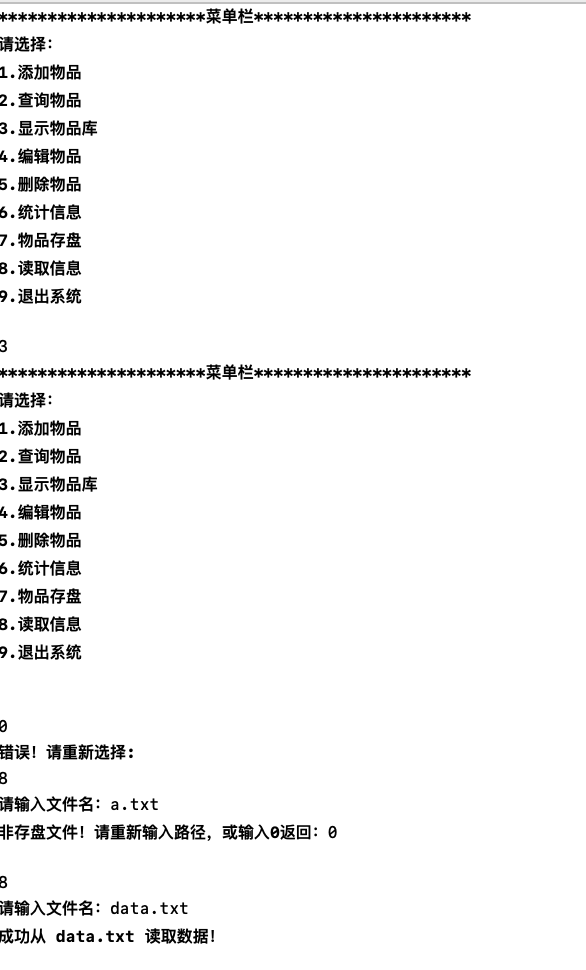 *********************菜单栏**********************
请选择：
1.添加物品
2.查询物品
3.显示物品库
4.编辑物品
5.删除物品
6.统计信息
7.物品存盘
8.读取信息
9.退出系统
3
*********************菜单栏**********************
请选择：
1.添加物品
2.查询物品
3.显示物品库
4.编辑物品
5.删除物品
6.统计信息
7.物品存盘
8.读取信息
9.退出系统
0
错误！请重新选择:
8
请输入文件名：a.txt
非存盘文件！请重新输入路径，或输入0返回：0
8
请输入文件名：data.txt
成功从 data.txt 读取数据！